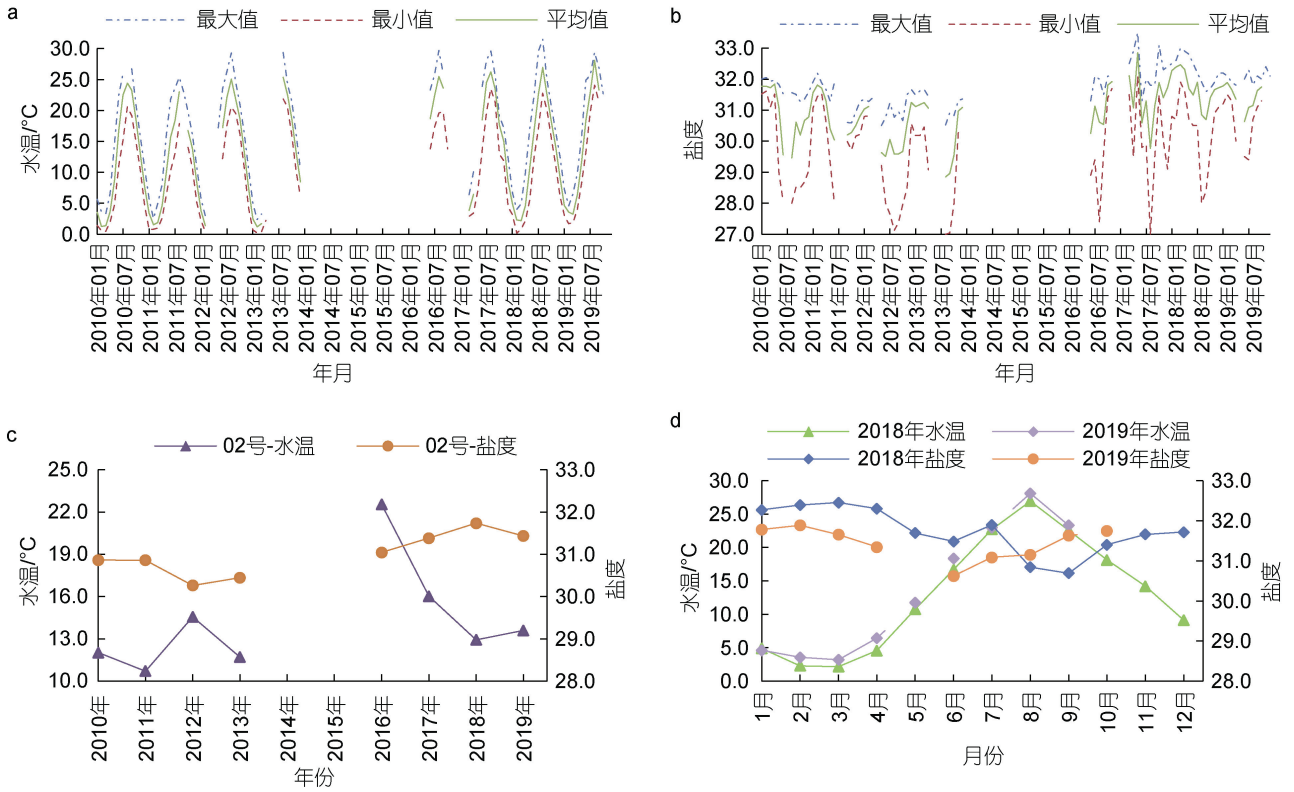 a
最大值 最小值 平均值
30.0
25.0
20.0
15.0
10.0
5.0
0.0
水温/°C
2010年01月
2010年07月
2011年01月
2011年07月
2012年01月
2012年07月
2013年01月
2013年07月
2014年01月
2014年07月
2015年01月
2015年07月
2016年01月
2016年07月
2017年01月
2017年07月
2018年01月
2018年07月
2019年01月
2019年07月
年月
b
最大值 最小值 平均值
33.0
32.0
31.0
30.0
29.0
28.0
27.0
盐度
2010年01月
2010年07月
2011年01月
2011年07月
2012年01月
2012年07月
2013年01月
2013年07月
2014年01月
2014年07月
2015年01月
2015年07月
2016年01月
2016年07月
2017年01月
2017年07月
2018年01月
2018年07月
2019年01月
2019年07月
年月
c
02号-水温 02号-盐度
25.0
22.0
19.0
16.0
13.0
10.0
水温/°C
33.0
32.0
31.0
30.0
29.0
28.0
盐度
2010年
2011年
2012年
2013年
2014年
2015年
2016年
2017年
2018年
2019年
年份
d
2018年水温 2019年水温
2018年盐度 2019年盐度
30.0
25.0
20.0
15.0
10.0
5.0
0.0
水温/°C
33.0
32.0
31.0
30.0
29.0
28.0
盐度
1月
2月
3月
4月
5月
6月
7月
8月
9月
10月
11月
12月
月份